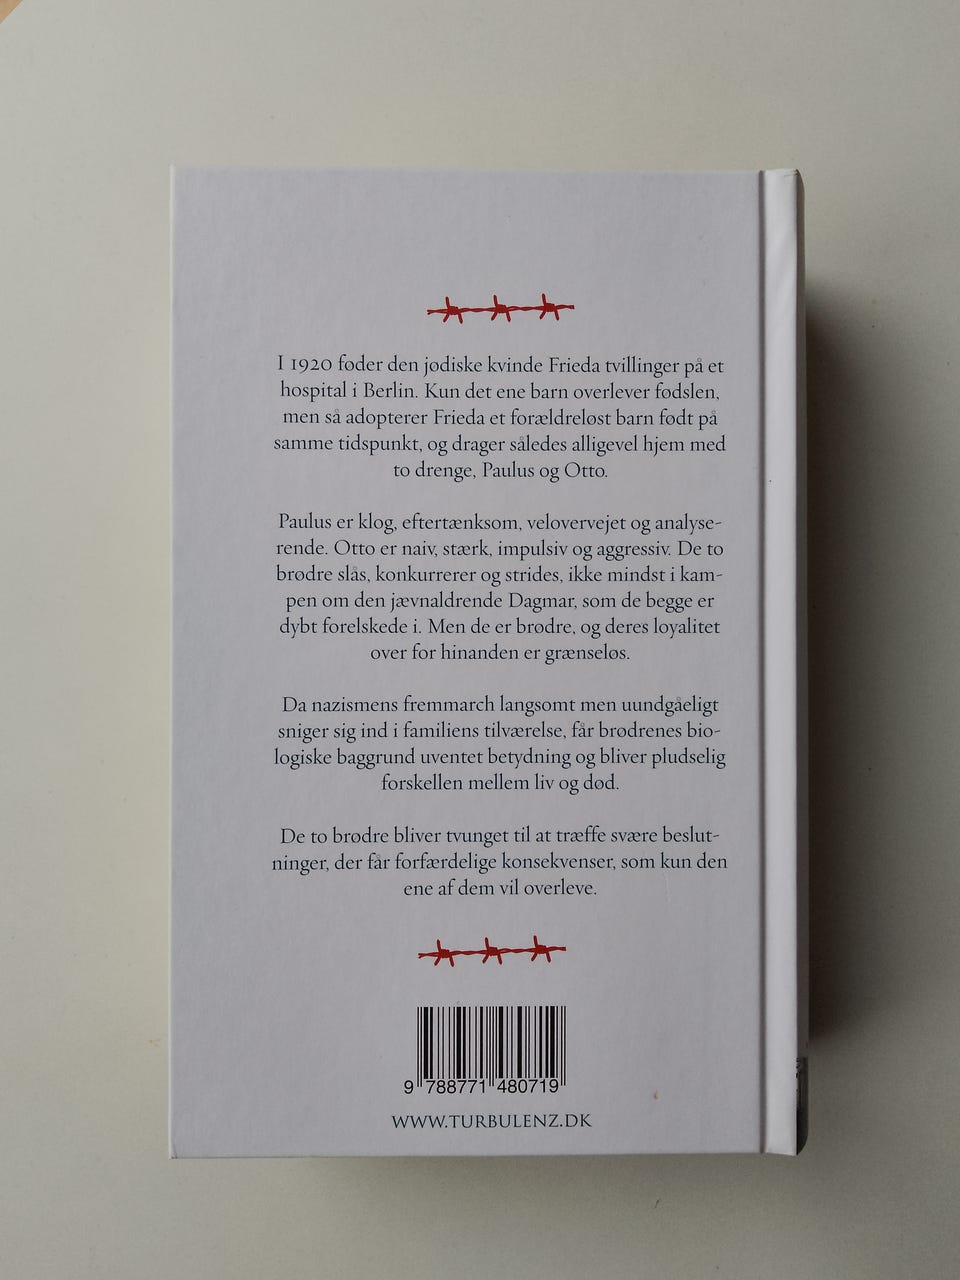 I 1920 føder den jødiske kvinde Frieda tvillinger på et
hospital i Berlin. Kun det ene barn overlever fødslen,
men så adopterer Frieda et forældreløst barn født på
samme tidspunkt, og drager således alligevel hjem med
to drenge, Paulus og Otto.
Paulus er klog, eftertænksom, velovervejet og analyse-
rende. Otto er naiv, stærk, impulsiv og aggressiv. De to
brødre slås, konkurrerer og strides, ikke mindst i kam-
pen om den jævnaldrende Dagmar, som de begge er
dybt forelskede i. Men de er brødre, og deres loyalitet
over for hinanden er grænseløs.
Da nazismens fremmarch langsomt men uundgåeligt
sniger sig ind i familiens tilværelse, får brødrenes bio-
logiske baggrund uventet betydning og bliver pludselig
forskellen mellem liv og død.
De to brødre bliver tvunget til at træffe svære beslut-
ninger, der får forfærdelige konsekvenser, som kun den
ene af dem vil overleve.
9 788771 480719
WWW.TURBULENZ.DK